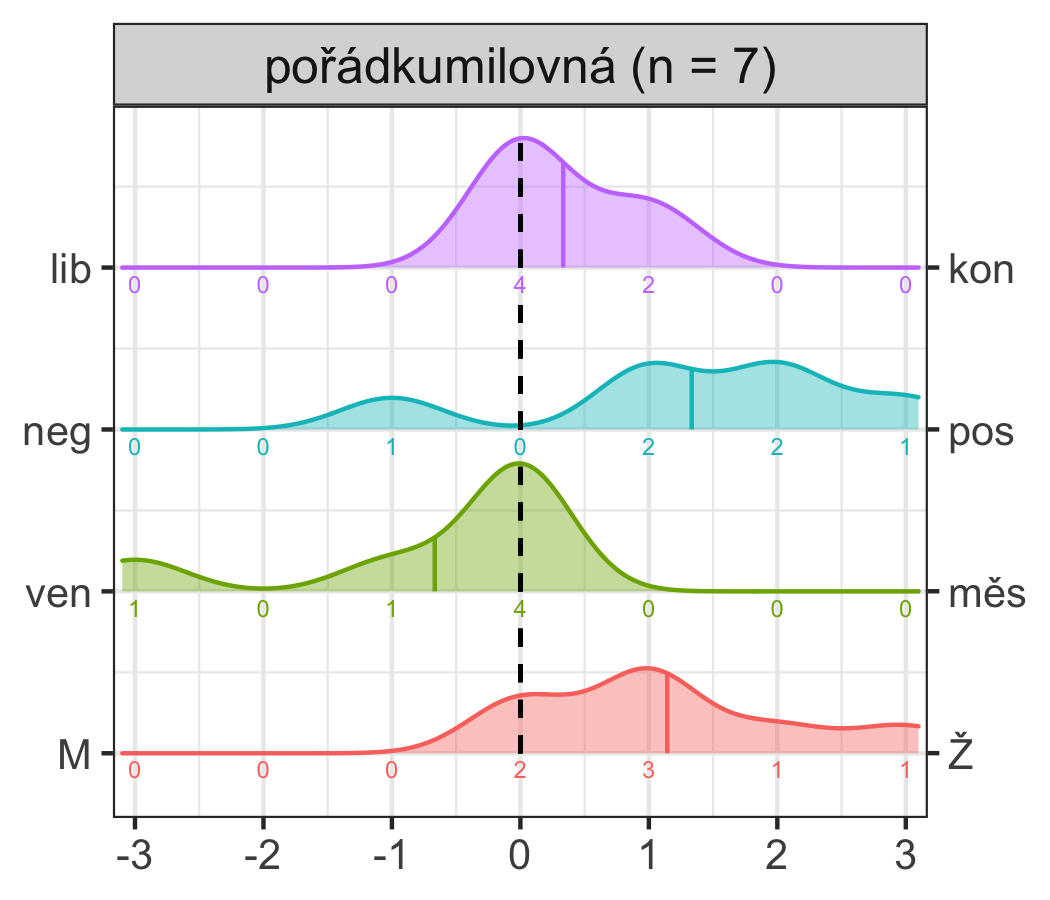 pořádkumilovná (n = 7)
lib kon
0 0 0 4 2 0 0
neg pos
0 0 1 0 2 2 1
ven měs
1 0 1 4 0 0 0
M Ž
0 0 0 2 3 1 1
-3 -2 -1 0 1 2 3